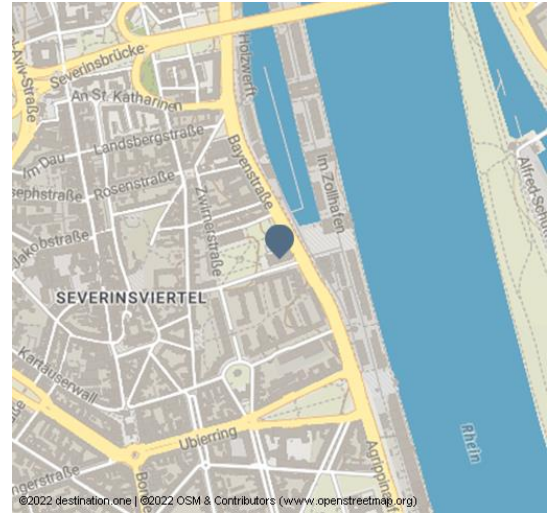 Holzwerft
Severinsbrücke
An St. Katharinen
Landsbergstraße
Im Dau
Rosenstraße
Bayenstraße
Im Zollhafen
Zwirnerstraße
Jakobstraße
SEVERINSVIERTEL
Kartäuserwall
Ubierring
Rhein
©2022 destination.one | ©2022 OSM & Contributors (www.openstreetmap.org)